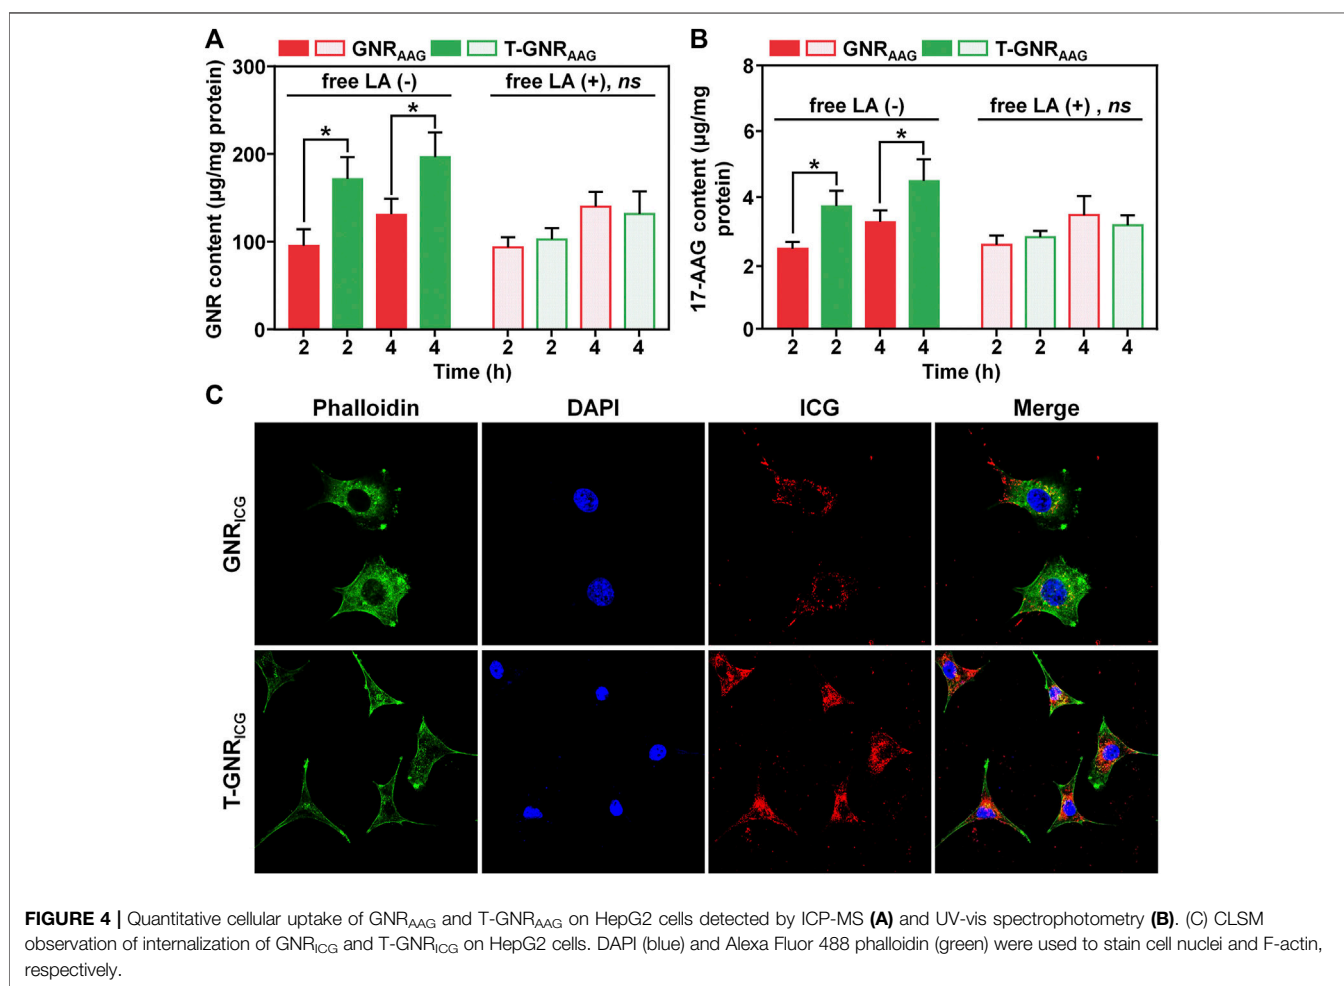 A
GNRAAG T-GNRAAG
GNR content (µg/mg protein)
300
200
100
0
free LA (-)
free LA (+), ns
*
*
2 2 4 4 2 2 4 4
Time (h)
B
GNRAAG T-GNRAAG
17-AAG content (µg/mg
protein)
8
6
4
2
0
free LA (-)
free LA (+) , ns
*
*
2 2 4 4 2 2 4 4
Time (h)
C
Phalloidin DAPI ICG Merge
GNRICG
T-GNRICG
FIGURE 4 | Quantitative cellular uptake of GNRAAG and T-GNRAAG on HepG2 cells detected by ICP-MS (A) and UV-vis spectrophotometry (B). (C) CLSM
observation of internalization of GNRICG and T-GNRICG on HepG2 cells. DAPI (blue) and Alexa Fluor 488 phalloidin (green) were used to stain cell nuclei and F-actin,
respectively.